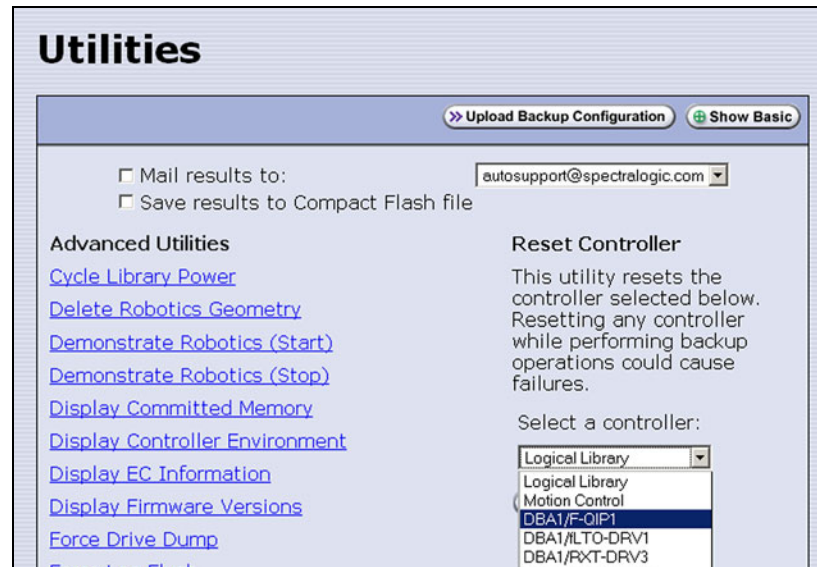 Utilities
Upload Backup Configuration
Show Basic
Mail results to:
autosupport@spectralogic.com
Save results to Compact Flash file
Advanced Utilities
Cycle Library Power
Delete Robotics Geometry
Demonstrate Robotics (Start)
Demonstrate Robotics (Stop)
Display Committed Memory
Display Controller Environment
Display EC Information
Display Firmware Versions
Force Drive Dump
Reset Controller
This utility resets the
controller selected below.
Resetting any controller
while performing backup
operations could cause
failures.
Select a controller:
Logical Library
Logical Library
Motion Control
DBA1/F-QIP1
DBA1/fLTO-DRV1
DBA1/RXT-DRV3